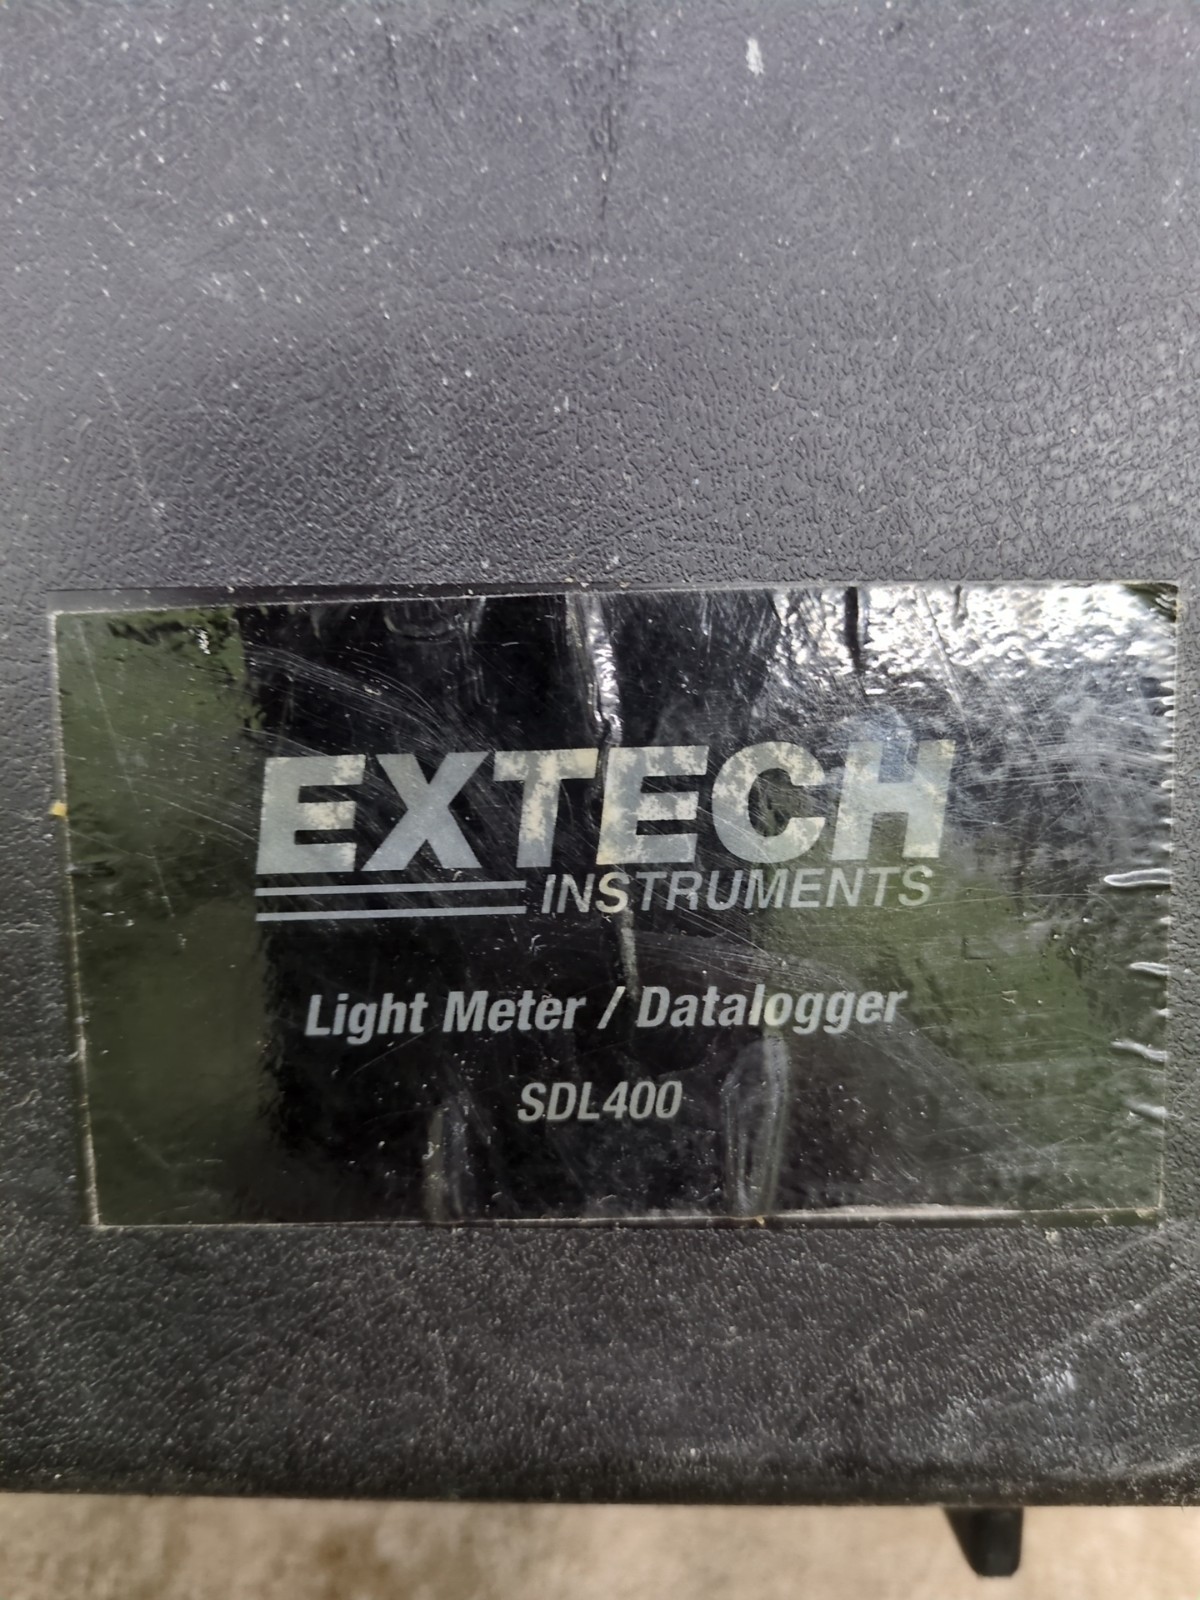 EXTECH
INSTRUMENTS
Light Meter / Datalogger
SDL400